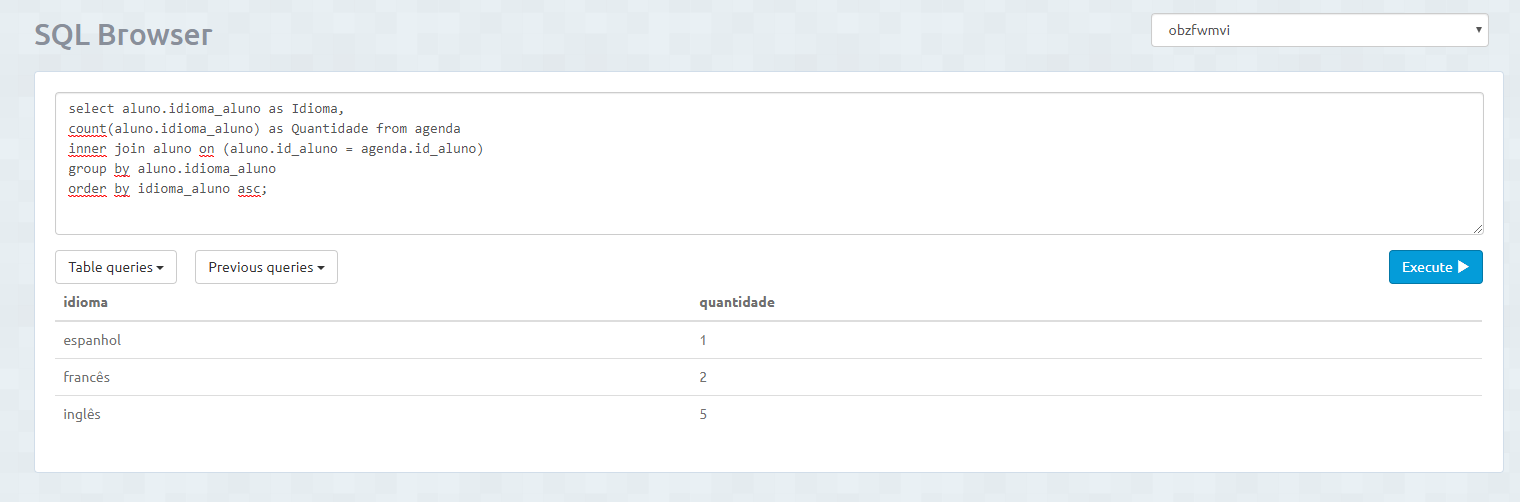 SQL Browser
obzfwmvi
select aluno.idioma_aluno as Idioma,
count(aluno.idioma_aluno) as Quantidade from agenda
inner join aluno on (aluno.id_aluno = agenda.id_aluno)
group by aluno.idioma_aluno
order by idioma_aluno asc;
Table queries
Previous queries
Execute
idioma quantidade
espanhol 1
francês 2
inglês 5